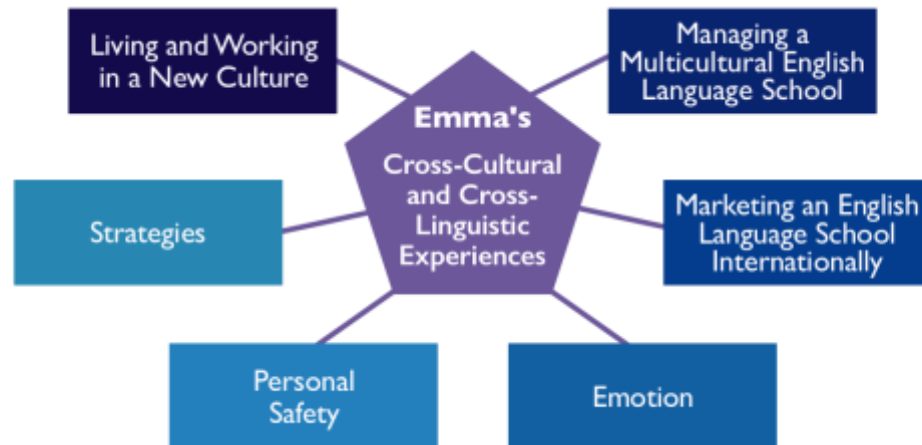 Living and Working
in a New Culture
Managing a
Multicultural English
Language School
Emma's
Cross-Cultural
and Cross-
Linguistic
Experiences
Strategies
Marketing an English
Language School
Internationally
Personal
Safety
Emotion